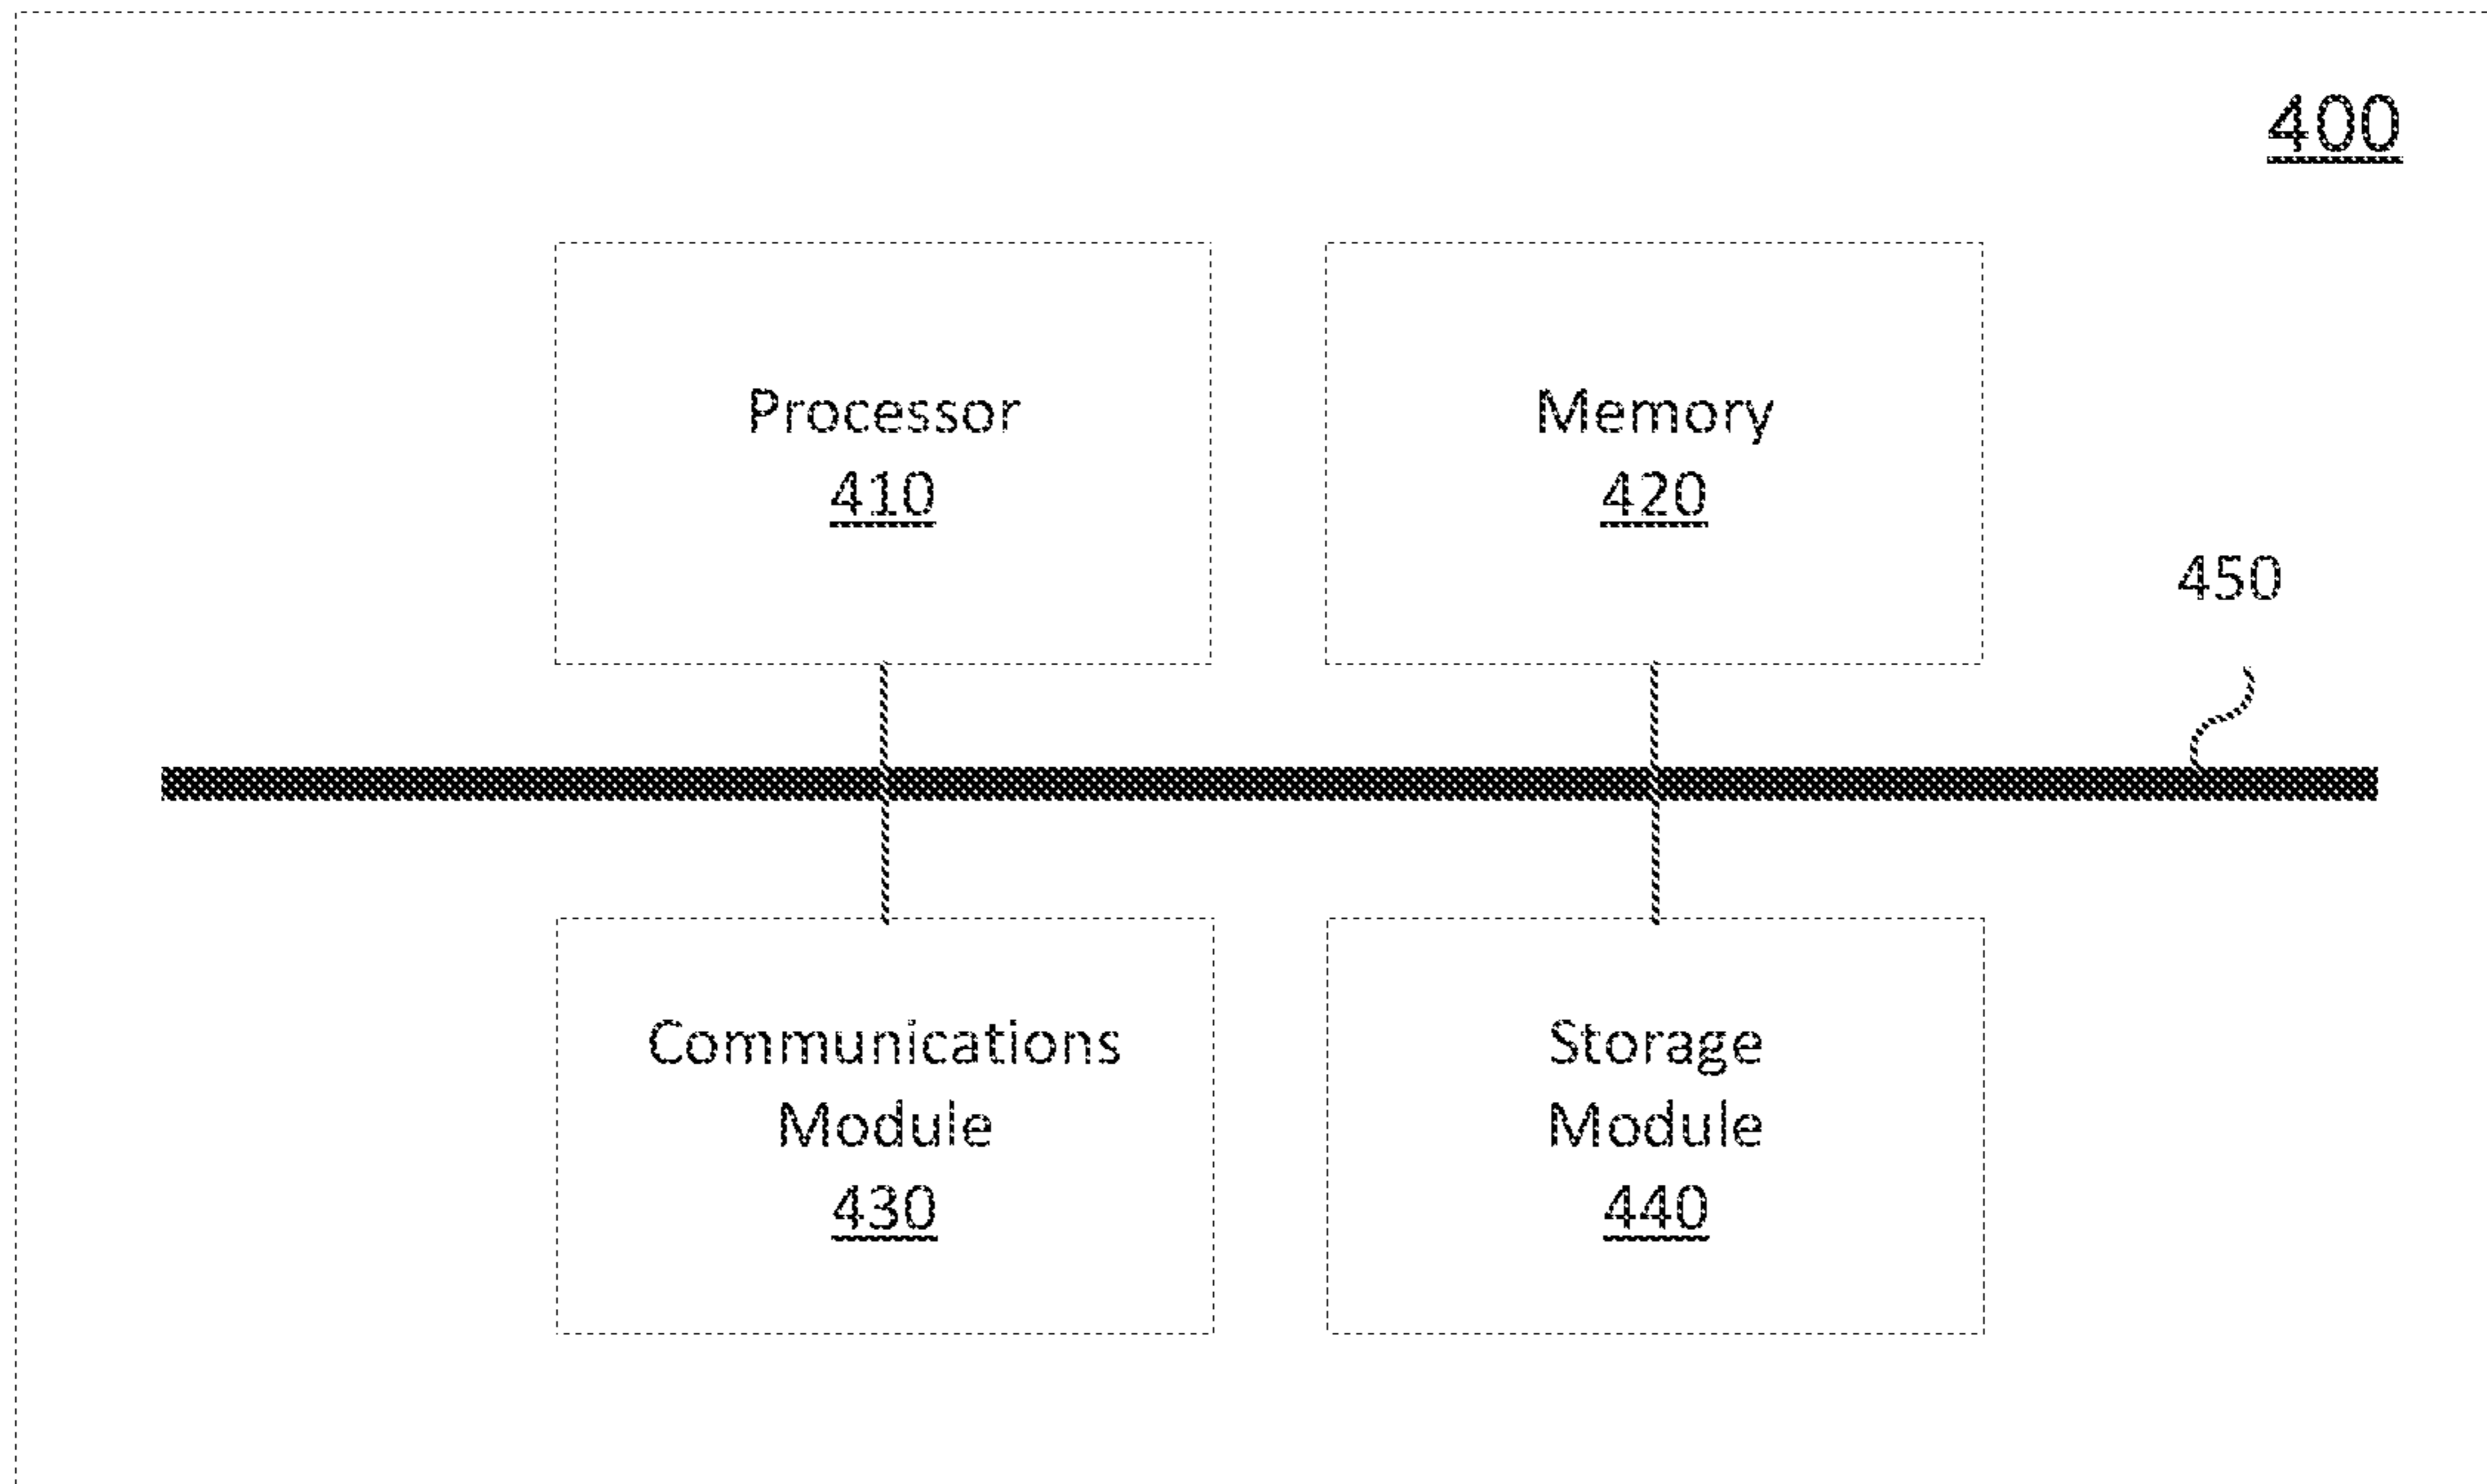 400
Processor
410
Memory
420
450
Communications
Module
430
Storage
Module
440